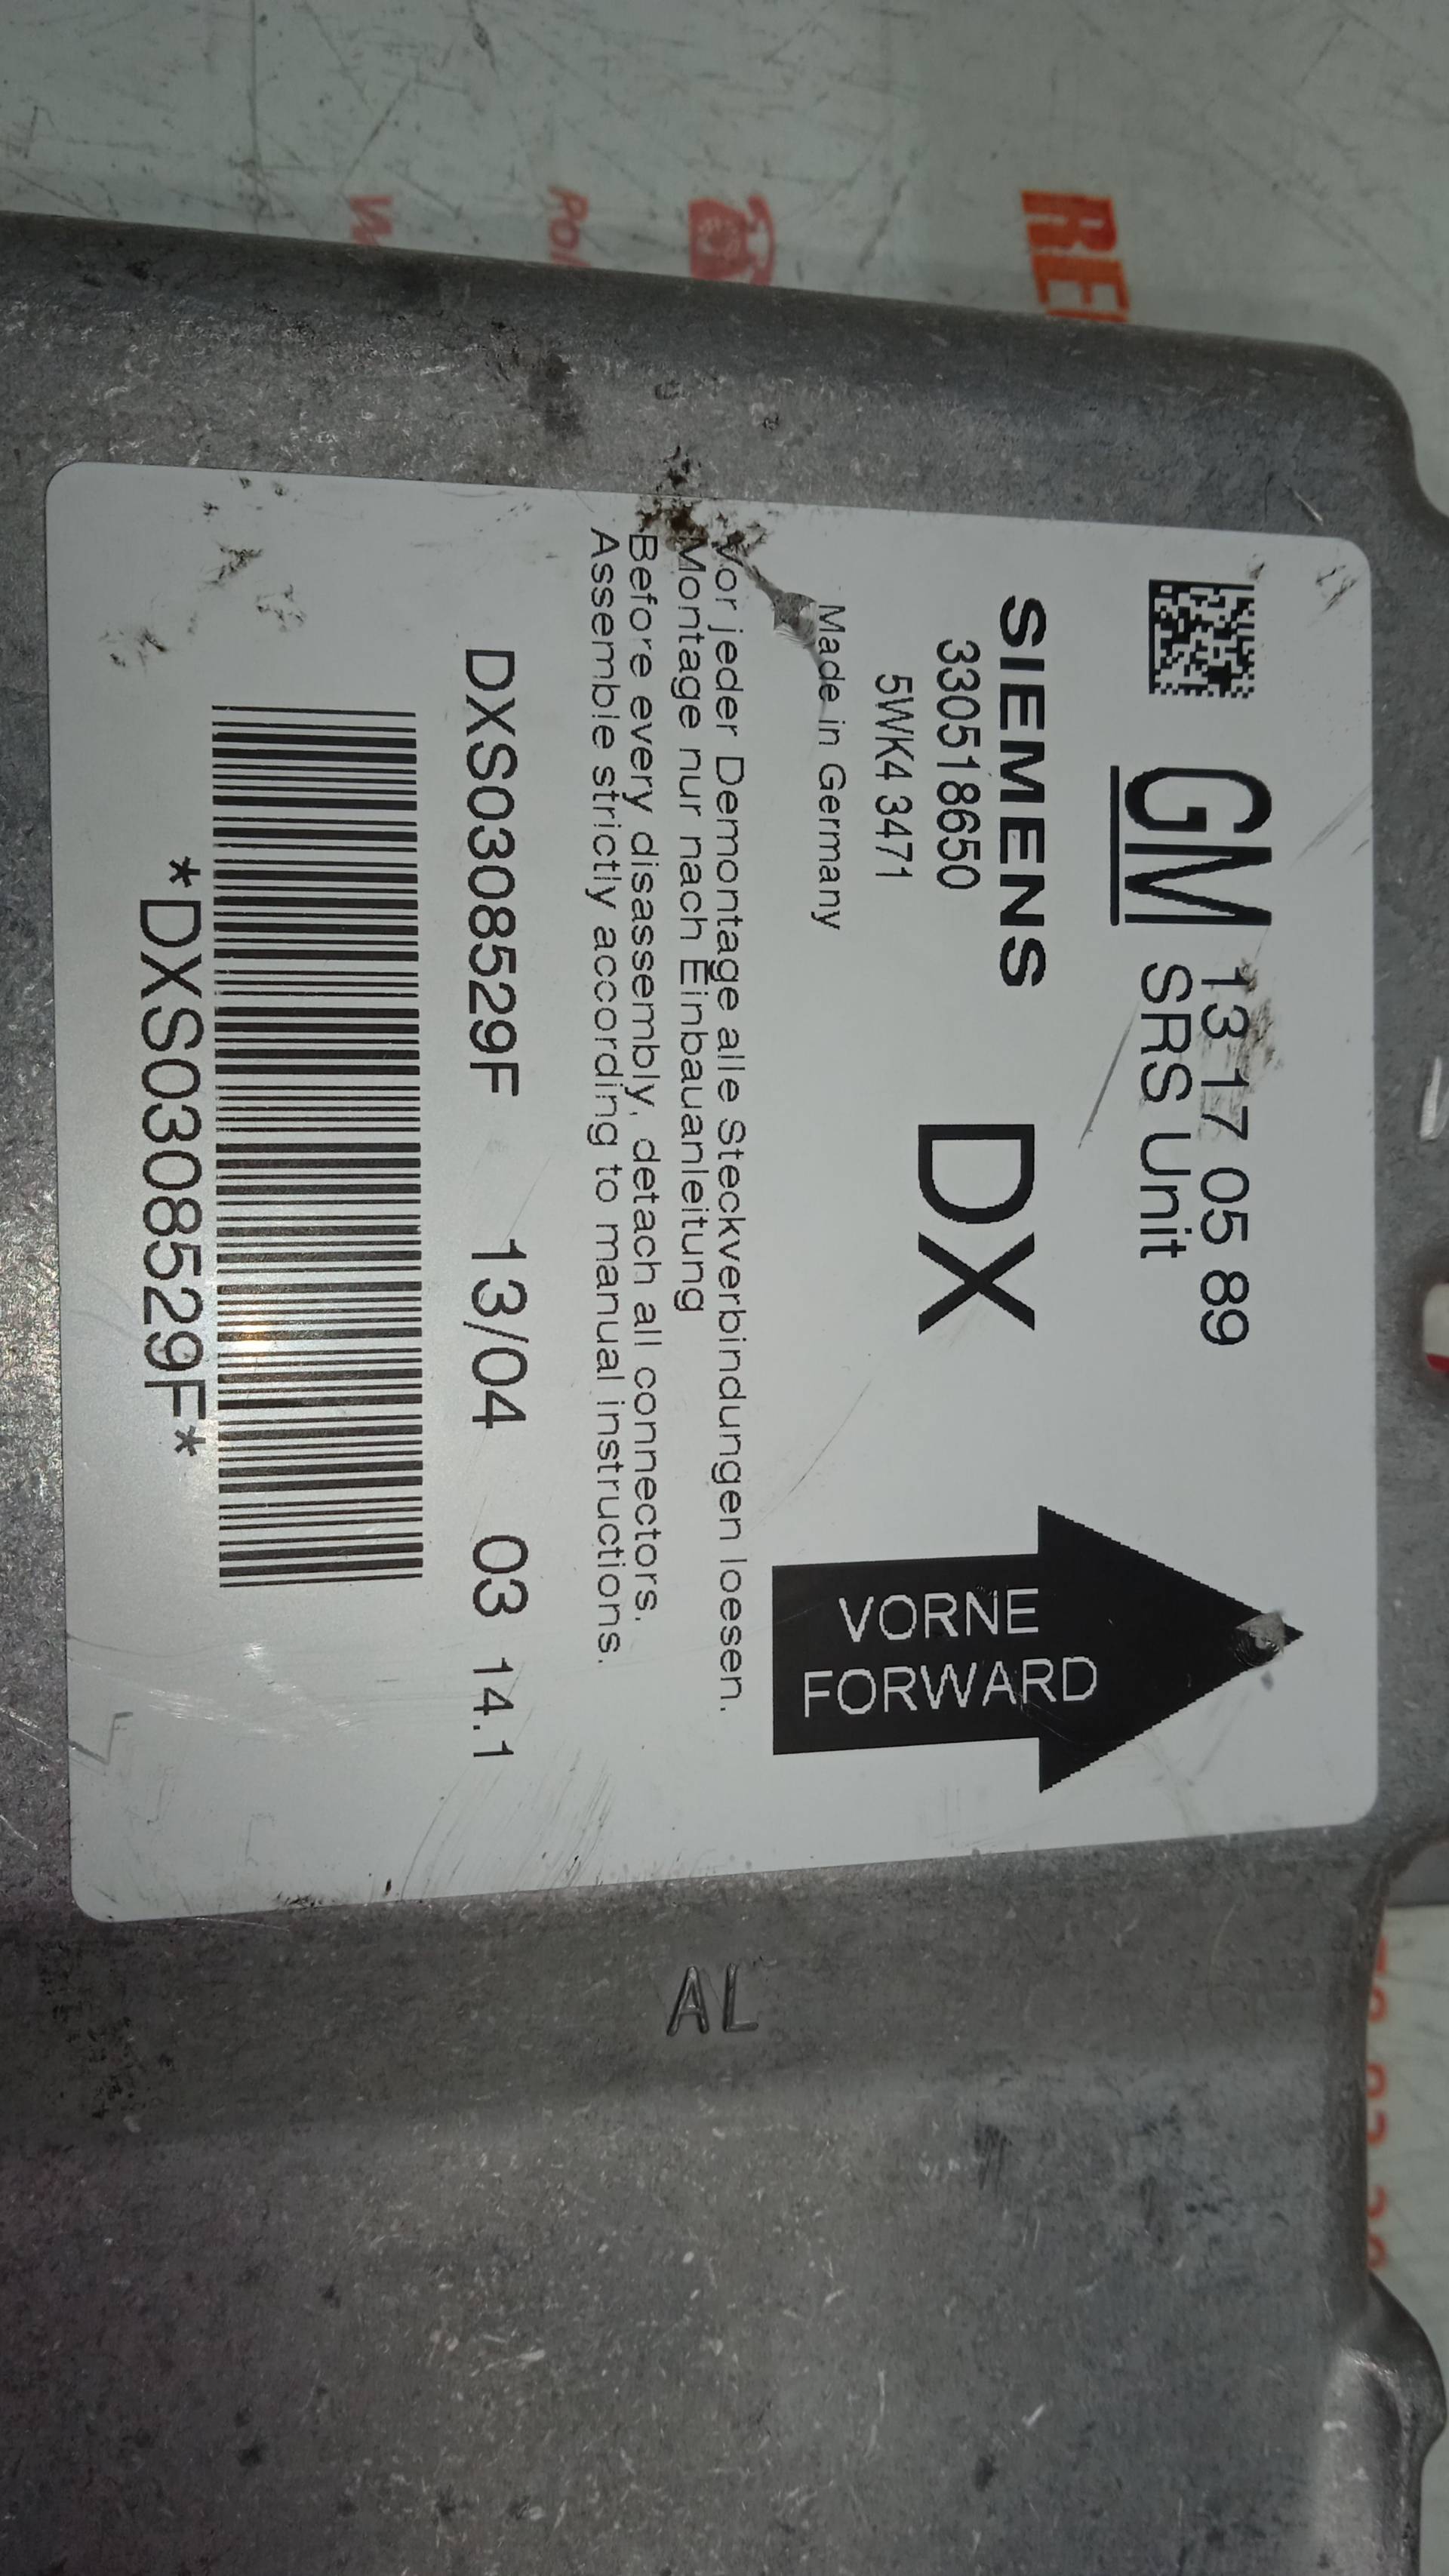 GM 13 17 05 89
SRS Unit
SIEMENS
330518650
5WK4 3471
DX
Made in Germany
VORNE
FORWARD
Vor jeder Demontage alle Steckverbindungen loesen.
Montage nur nach Einbauanleitung
Before every disassembly, detach all connectors.
Assemble strictly according to manual instructions.
DXS0308529F 13/04 03 14.1
*DXS0308529F*
AL